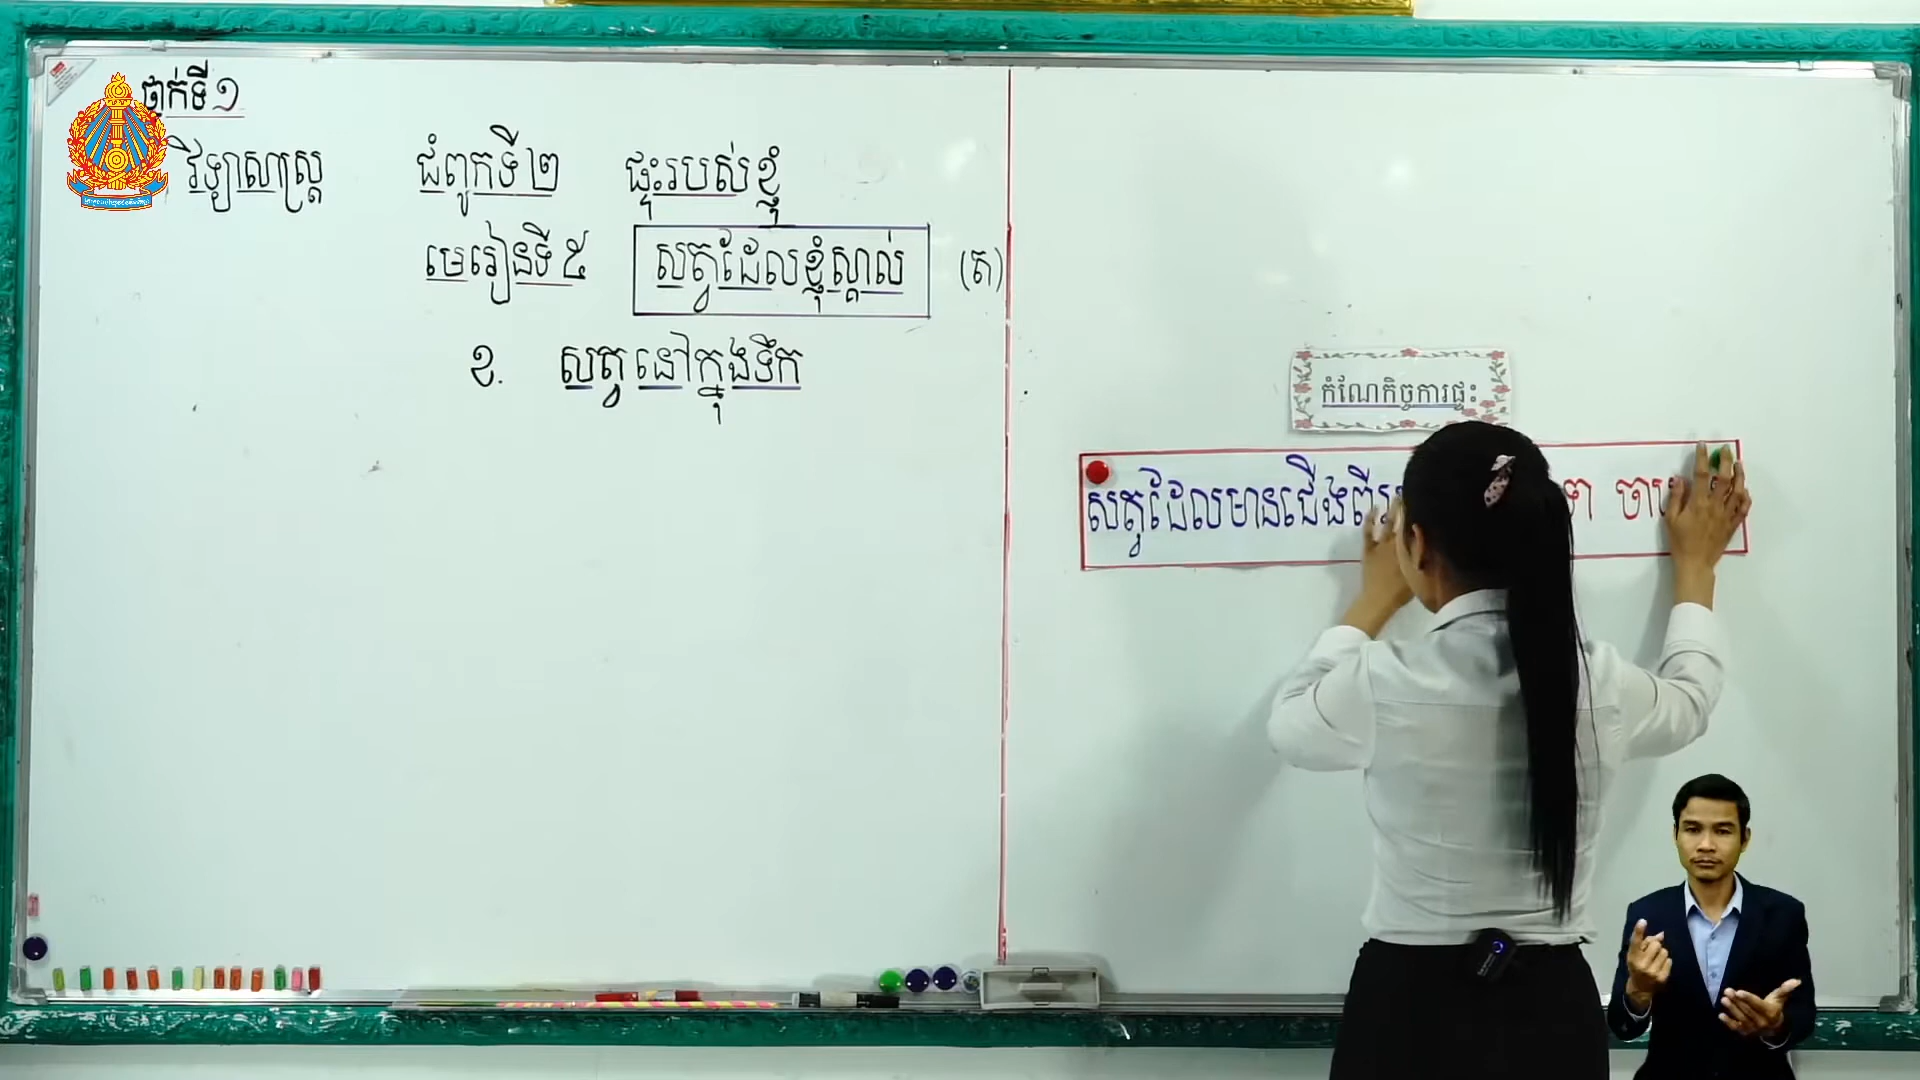 ថ្នាក់ទី ១
វិទ្យាសាស្ត្រ ជំពូកទី ២ ផ្ទះរបស់ខ្ញុំ
មេរៀនទី ៥ សត្វដែលខ្ញុំស្គាល់ (ត)
ខ. សត្វនៅក្នុងទឹក
កំណែកិច្ចការផ្ទះ
សត្វដែលមានជើងពីរ ទា